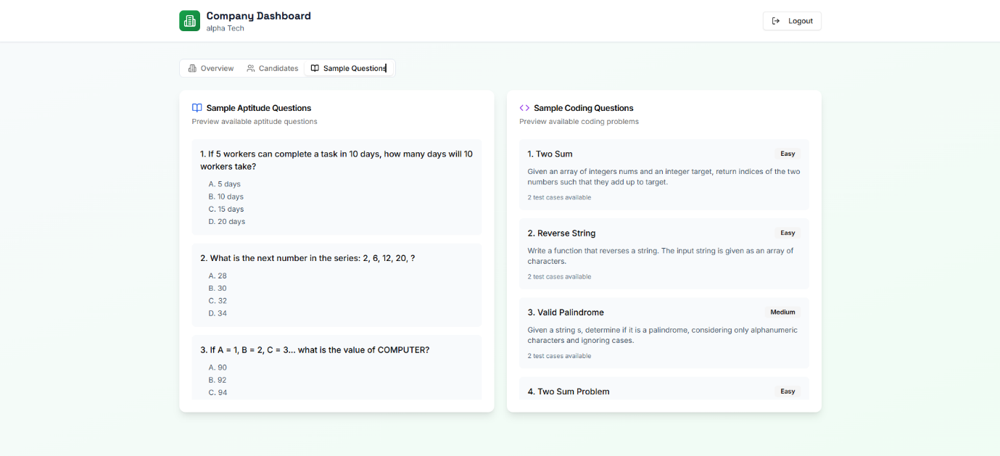 Company Dashboard
alpha Tech
Logout
Overview
Candidates
Sample Questions
Sample Aptitude Questions
Preview available aptitude questions
1. If 5 workers can complete a task in 10 days, how many days will 10
workers take?
A. 5 days
B. 10 days
C. 15 days
D. 20 days
2. What is the next number in the series: 2, 6, 12, 20, ?
A. 28
B. 30
C. 32
D. 34
3. If A = 1, B = 2, C = 3... what is the value of COMPUTER?
A. 90
B. 92
C. 94
Sample Coding Questions
Preview available coding problems
1. Two Sum
Easy
Given an array of integers nums and an integer target, return indices of the two
numbers such that they add up to target.
2 test cases available
2. Reverse String
Easy
Write a function that reverses a string. The input string is given as an array of
characters.
2 test cases available
3. Valid Palindrome
Medium
Given a string s, determine if it is a palindrome, considering only alphanumeric
characters and ignoring cases.
2 test cases available
4. Two Sum Problem
Easy